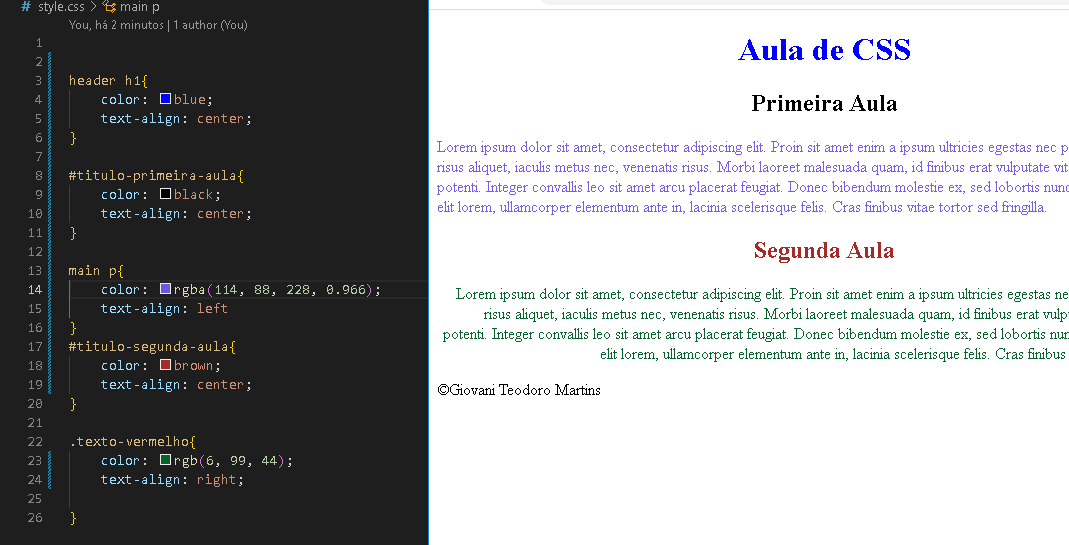 # style.css > main p
You, há 2 minutos | 1 author (You)
1
2
3 header h1{
4 color: blue;
5 text-align: center;
6 }
7
8 #titulo-primeira-aula{
9 color: black;
10 text-align: center;
11 }
12
13 main p{
14 color: rgba(114, 88, 228, 0.966);
15 text-align: left
16 }
17 #titulo-segunda-aula{
18 color: brown;
19 text-align: center;
20 }
21
22 .texto-vermelho{
23 color: rgb(6, 99, 44);
24 text-align: right;
25
26 }
Aula de CSS
Primeira Aula
Lorem ipsum dolor sit amet, consectetur adipiscing elit. Proin sit amet enim a ipsum ultricies egestas nec p
risus aliquet, iaculis metus nec, venenatis risus. Morbi laoreet malesuada quam, id finibus erat vulputate vit
potenti. Integer convallis leo sit amet arcu placerat feugiat. Donec bibendum molestie ex, sed lobortis nunc
elit lorem, ullamcorper elementum ante in, lacinia scelerisque felis. Cras finibus vitae tortor sed fringilla.
Segunda Aula
Lorem ipsum dolor sit amet, consectetur adipiscing elit. Proin sit amet enim a ipsum ultricies egestas ne
risus aliquet, iaculis metus nec, venenatis risus. Morbi laoreet malesuada quam, id finibus erat vulpu
potenti. Integer convallis leo sit amet arcu placerat feugiat. Donec bibendum molestie ex, sed lobortis nun
elit lorem, ullamcorper elementum ante in, lacinia scelerisque felis. Cras finibus
©Giovani Teodoro Martins